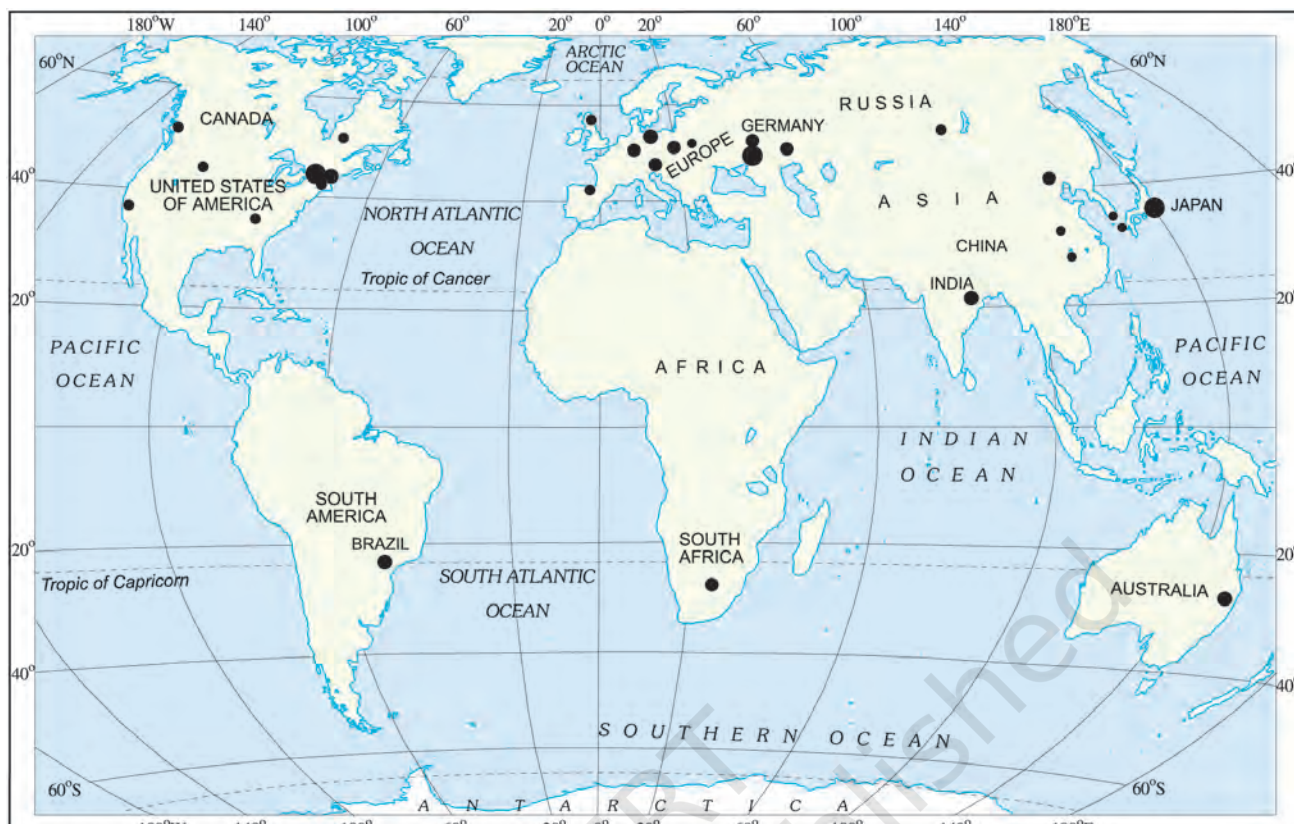 180°W 140° 100° 60° 20° 0° 20° 60° 100° 140° 180°E
ARCTIC
OCEAN
60°N
60°N
RUSSIA
CANADA
GERMANY
EUROPE
40°
40°
UNITED STATES
OF AMERICA
ASIA
JAPAN
NORTH ATLANTIC
OCEAN
CHINA
Tropic of Cancer
INDIA
20°
20°
PACIFIC
OCEAN
PACIFIC
OCEAN
AFRICA
INDIAN
OCEAN
SOUTH
AMERICA
BRAZIL
SOUTH
AFRICA
20°
20°
Tropic of Capricorn
SOUTH ATLANTIC
OCEAN
AUSTRALIA
40°
40°
SOUTHERN OCEAN
60°S
60°S
ANTARCTICA